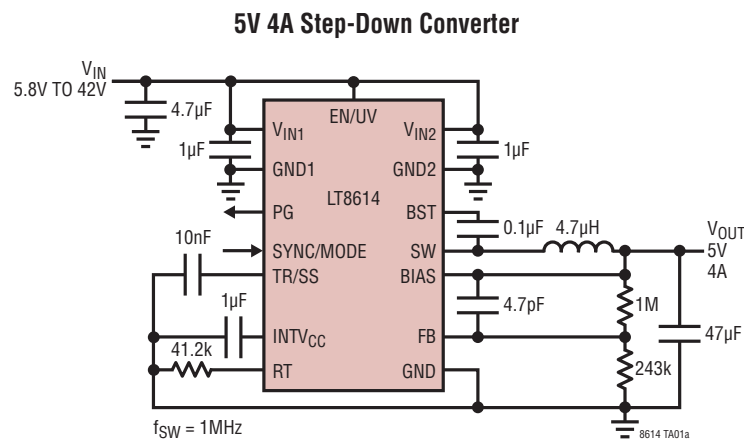 5V 4A Step-Down Converter
VIN
5.8V TO 42V
4.7µF
EN/UV
VIN1
VIN2
1µF
1µF
GND1
GND2
LT8614
PG
BST
0.1µF
4.7µH
VOUT
5V
4A
10nF
SYNC/MODE
SW
TR/SS
BIAS
1µF
4.7pF
1M
INTVCC
FB
47µF
41.2k
243k
RT
GND
fSW = 1MHz
8614 TA01a